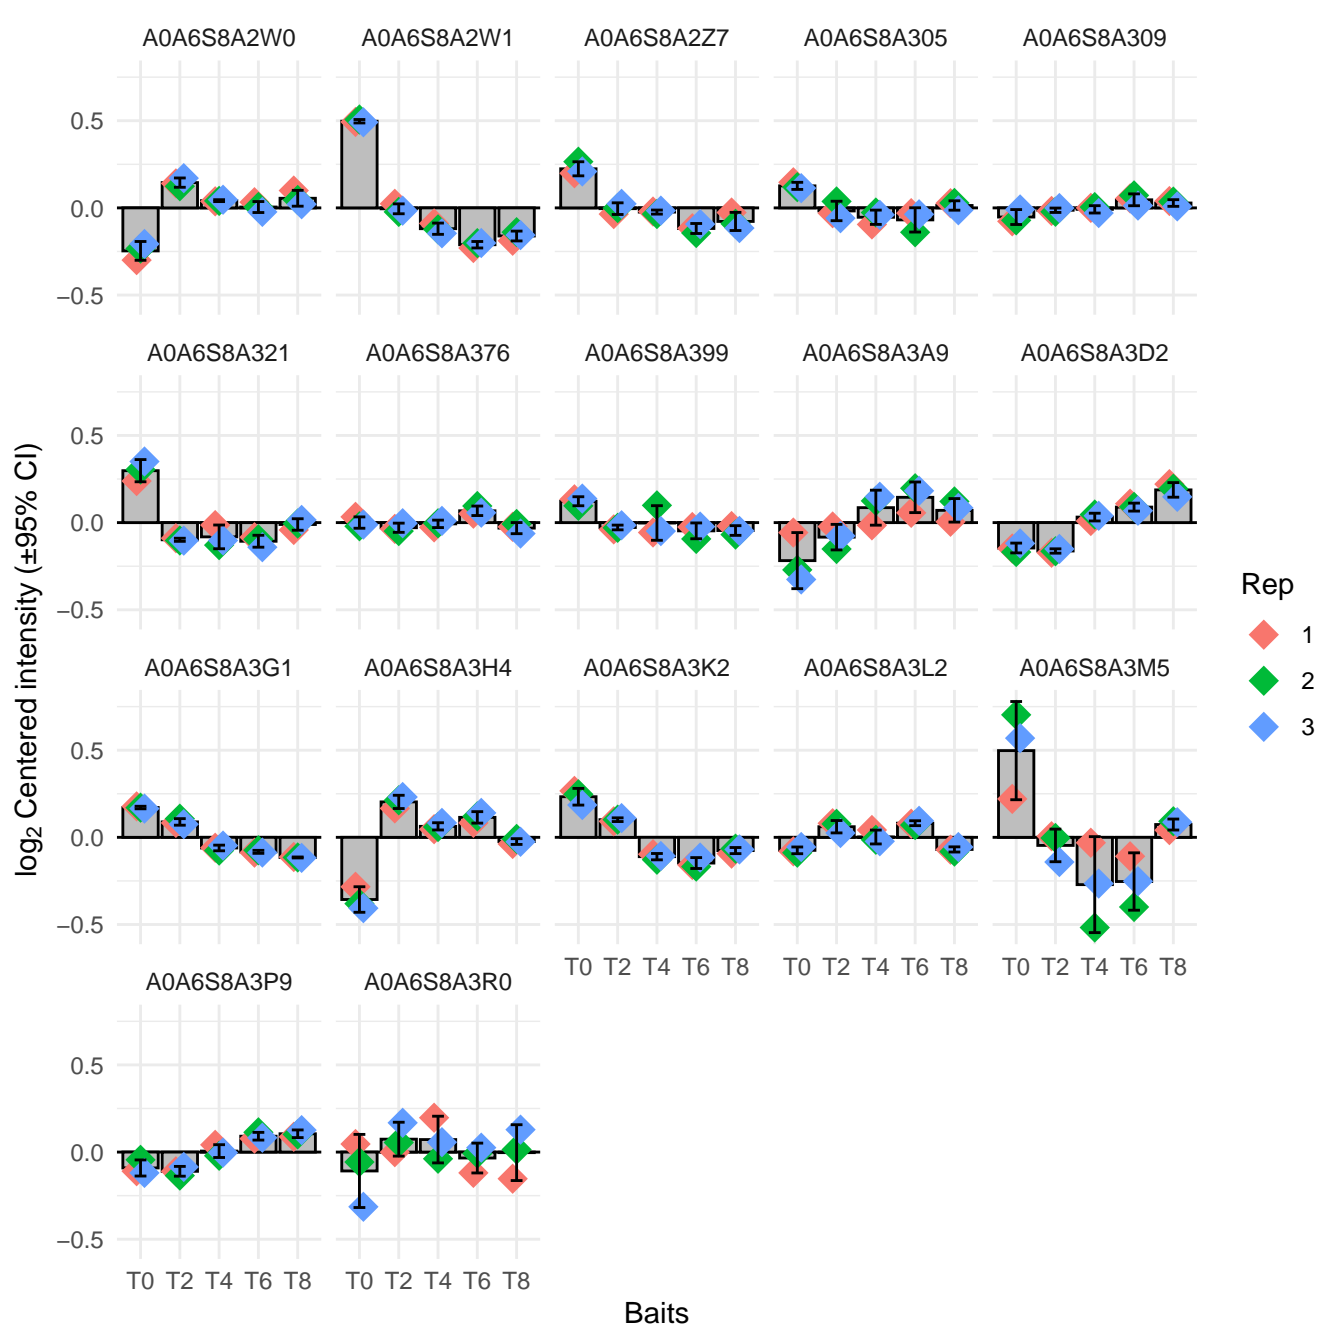 A0A6S8A2W0 A0A6S8A2W1 A0A6S8A2Z7 A0A6S8A305 A0A6S8A309
0.5
0.0
−0.5
A0A6S8A321 A0A6S8A376 A0A6S8A399 A0A6S8A3A9 A0A6S8A3D2
0.5
0.0
−0.5
A0A6S8A3G1 A0A6S8A3H4 A0A6S8A3K2 A0A6S8A3L2 A0A6S8A3M5
0.5
0.0
−0.5
T0 T2 T4 T6 T8 T0 T2 T4 T6 T8 T0 T2 T4 T6 T8
A0A6S8A3P9 A0A6S8A3R0
0.5
0.0
−0.5
T0 T2 T4 T6 T8 T0 T2 T4 T6 T8
Baits
log₂ Centered intensity (±95% CI)
Rep
1
2
3